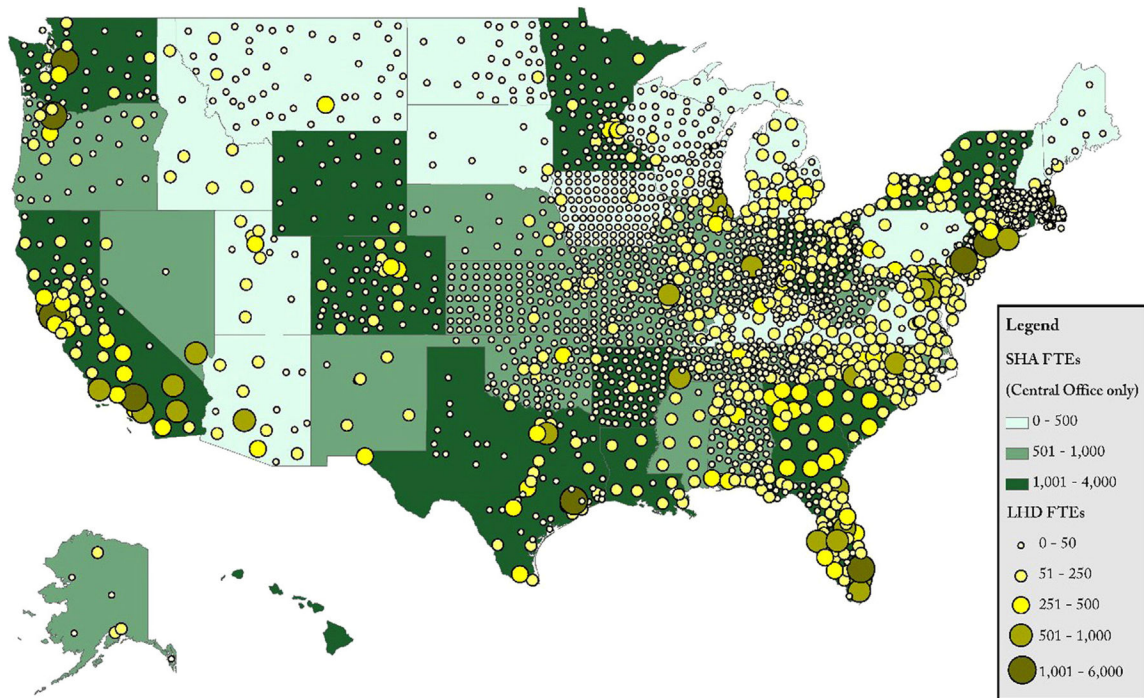 Legend
SHA FTEs
(Central Office only)
0 - 500
501 - 1,000
1,001 - 4,000
LHD FTEs
0 - 50
51 - 250
251 - 500
501 - 1,000
1,001 - 6,000